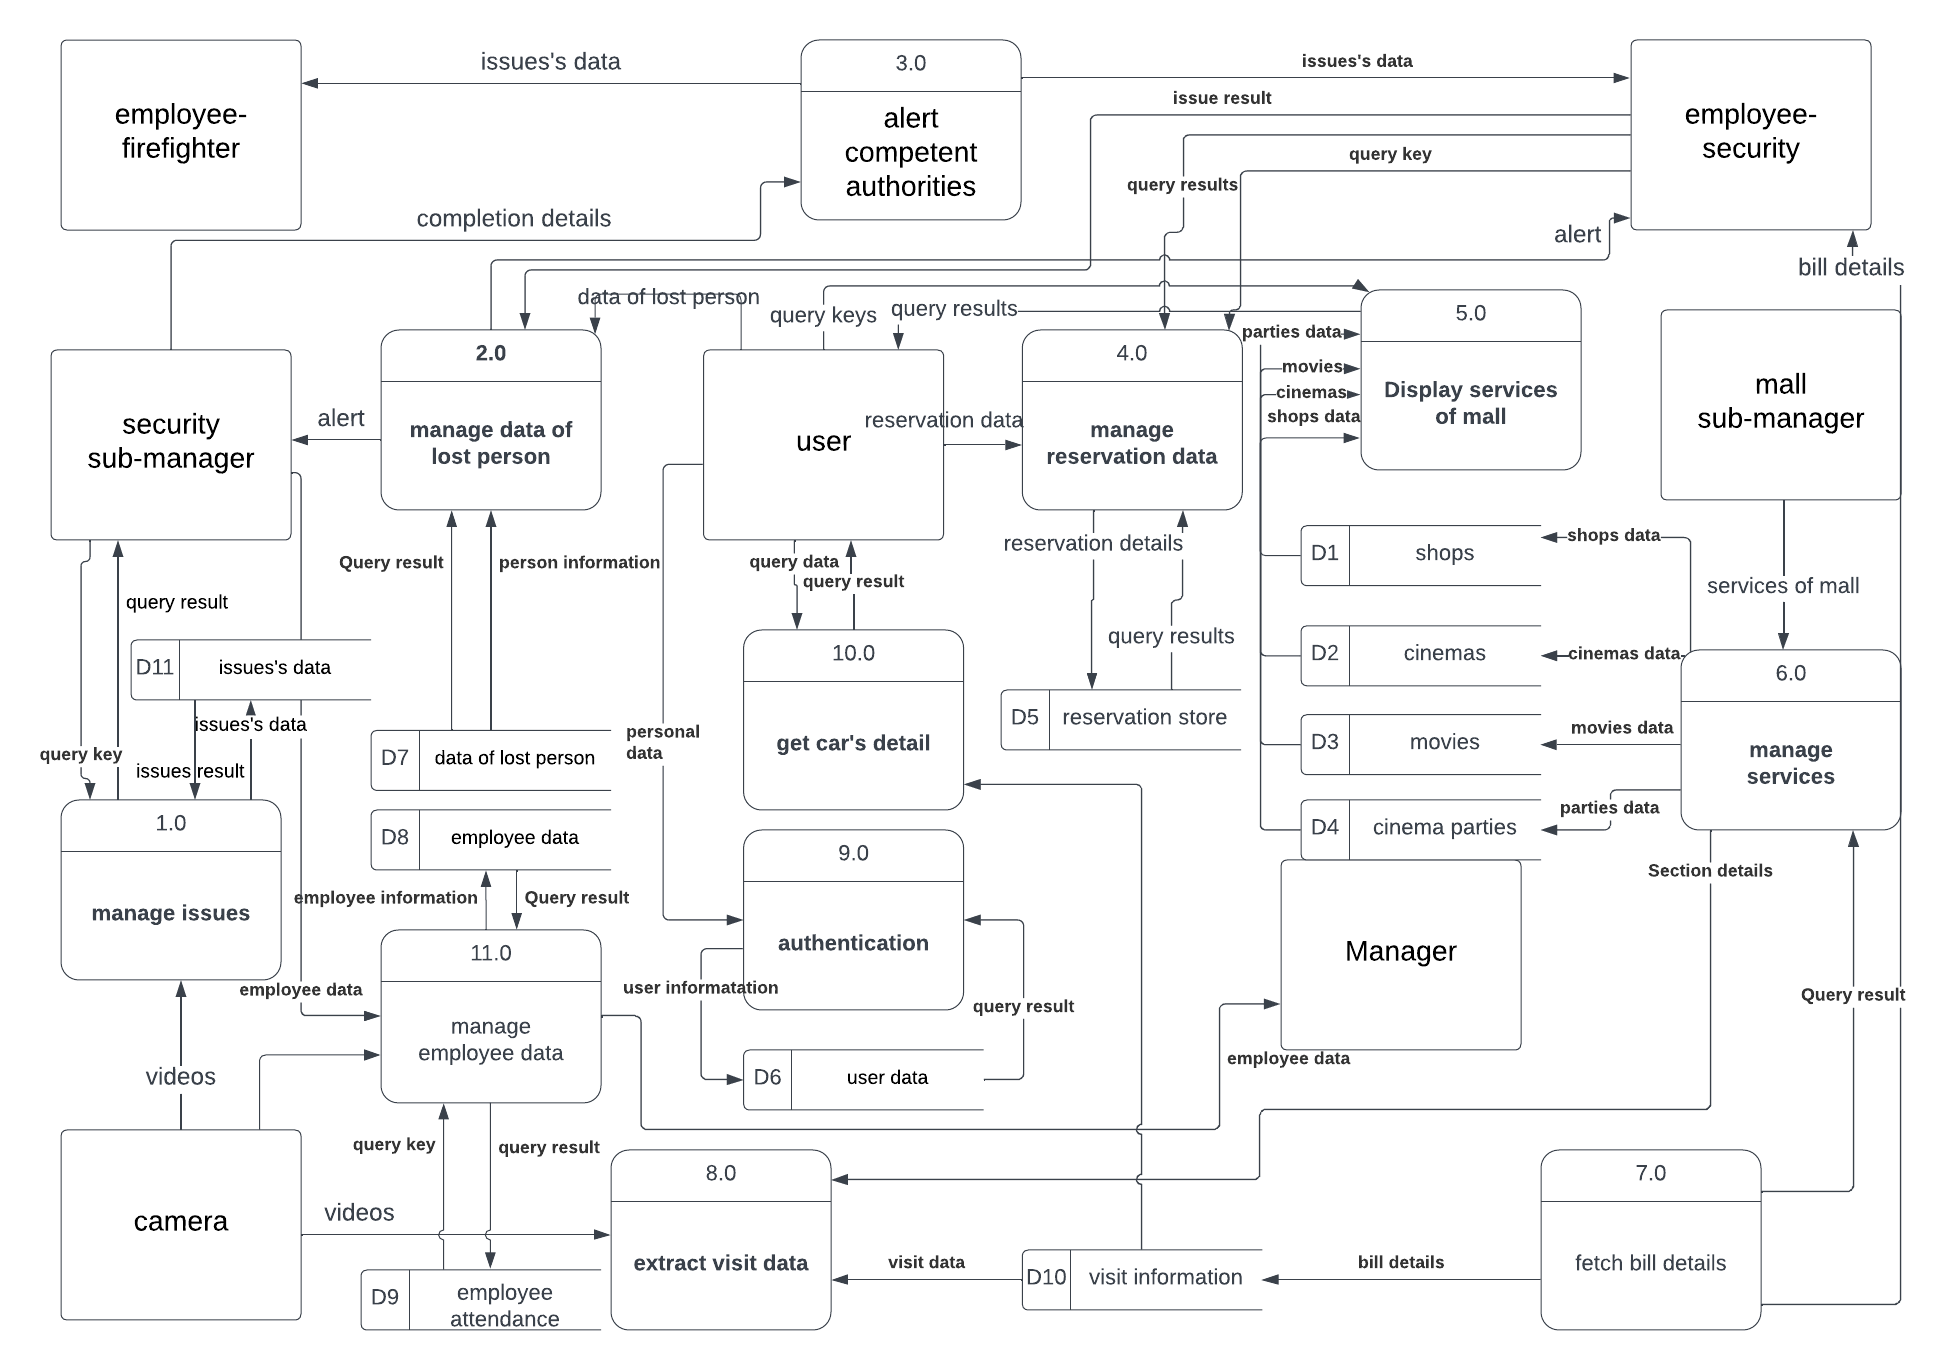 issues's data
3.0
issues's data
issue result
employee-
firefighter
alert
competent
authorities
employee-
security
query key
query results
completion details
alert
bill details
data of lost person
query keys
query results
5.0
parties data
2.0
4.0
movies
cinemas
shops data
Display services
of mall
mall
sub-manager
security
sub-manager
alert
manage data of
lost person
user
reservation data
manage
reservation data
Query result
person information
query data
query result
reservation details
D1
shops
shops data
services of mall
query result
query results
D11
issues's data
10.0
D2
cinemas
cinemas data
6.0
issues's data
D5
reservation store
movies data
query key
issues result
D7
data of lost person
personal
data
get car's detail
D3
movies
manage
services
1.0
D8
employee data
9.0
D4
cinema parties
parties data
Section details
manage issues
employee information
Query result
authentication
Manager
11.0
employee data
user informatation
query result
Query result
manage
employee data
employee data
videos
D6
user data
query key
query result
8.0
7.0
camera
videos
extract visit data
visit data
D10
visit information
bill details
fetch bill details
D9
employee
attendance